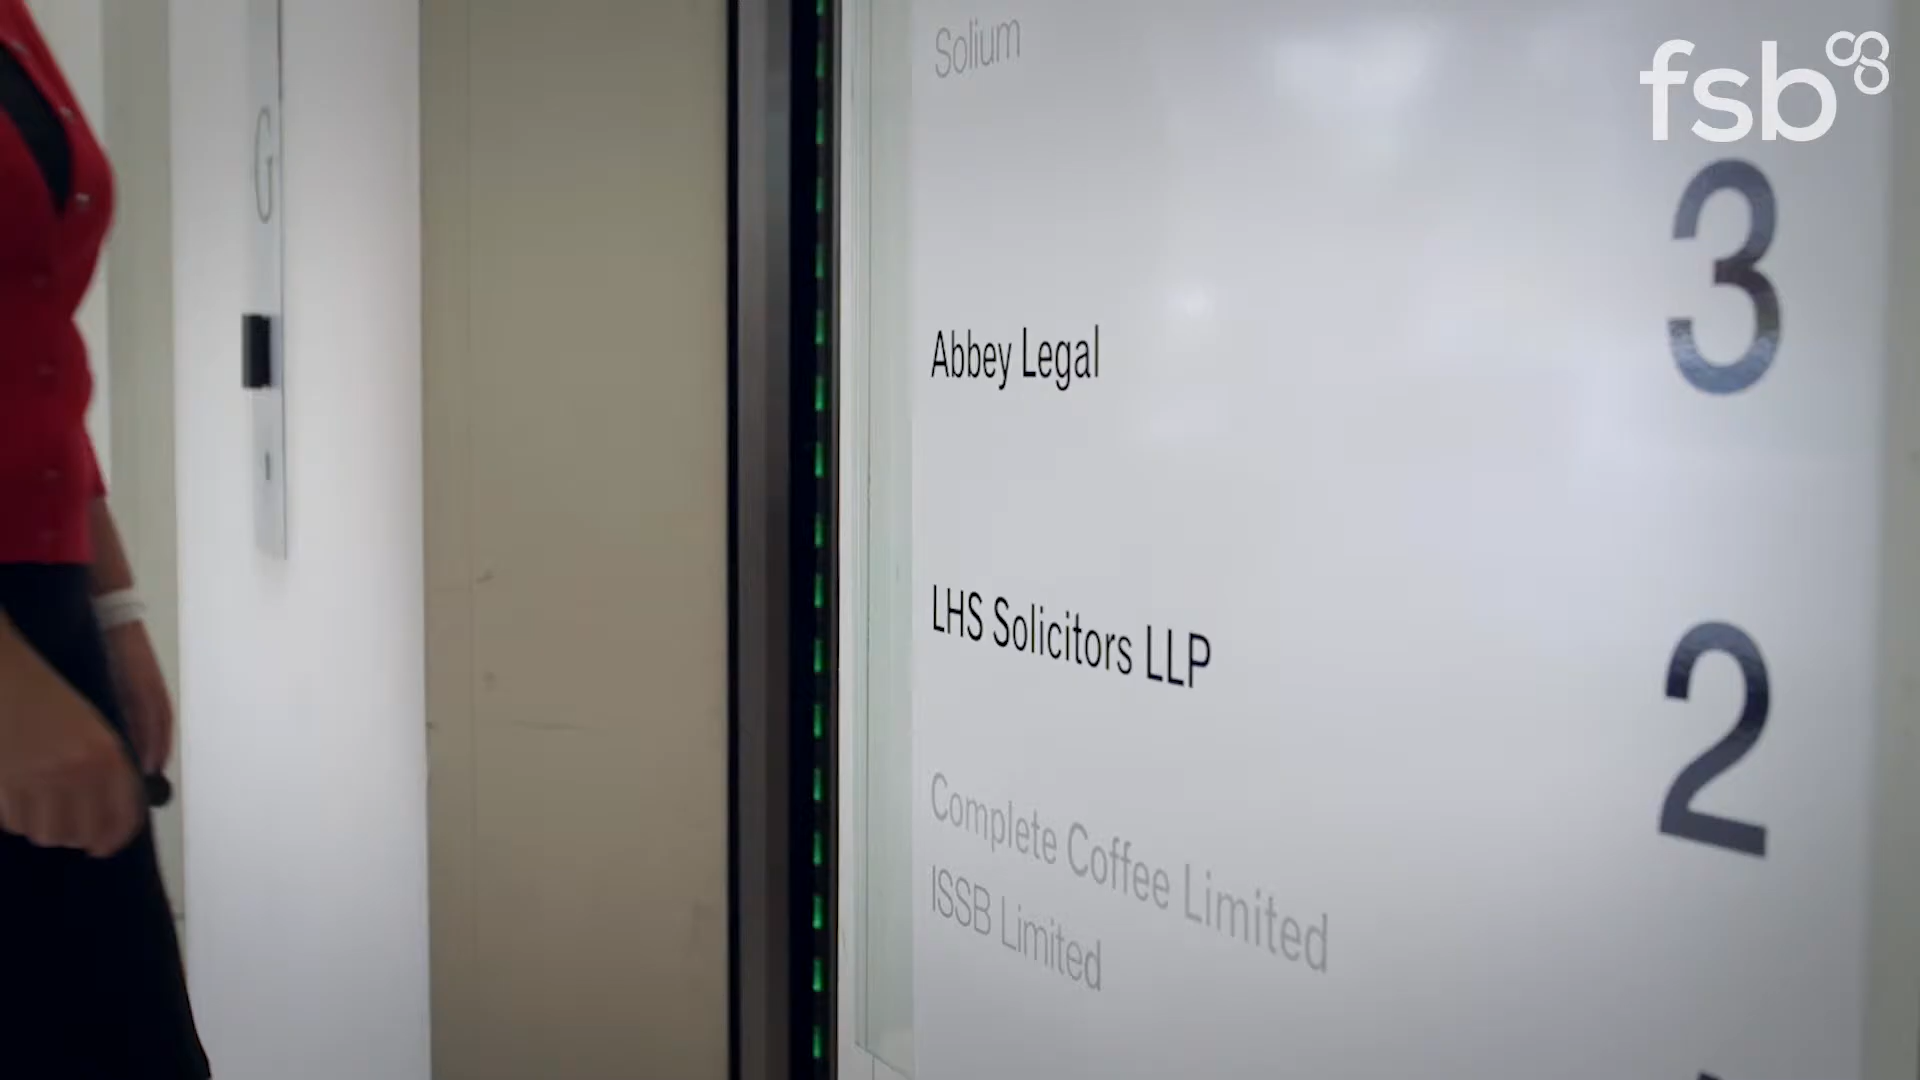 Solium
fsb
G
3
Abbey Legal
LHS Solicitors LLP
2
Complete Coffee Limited
ISSB Limited